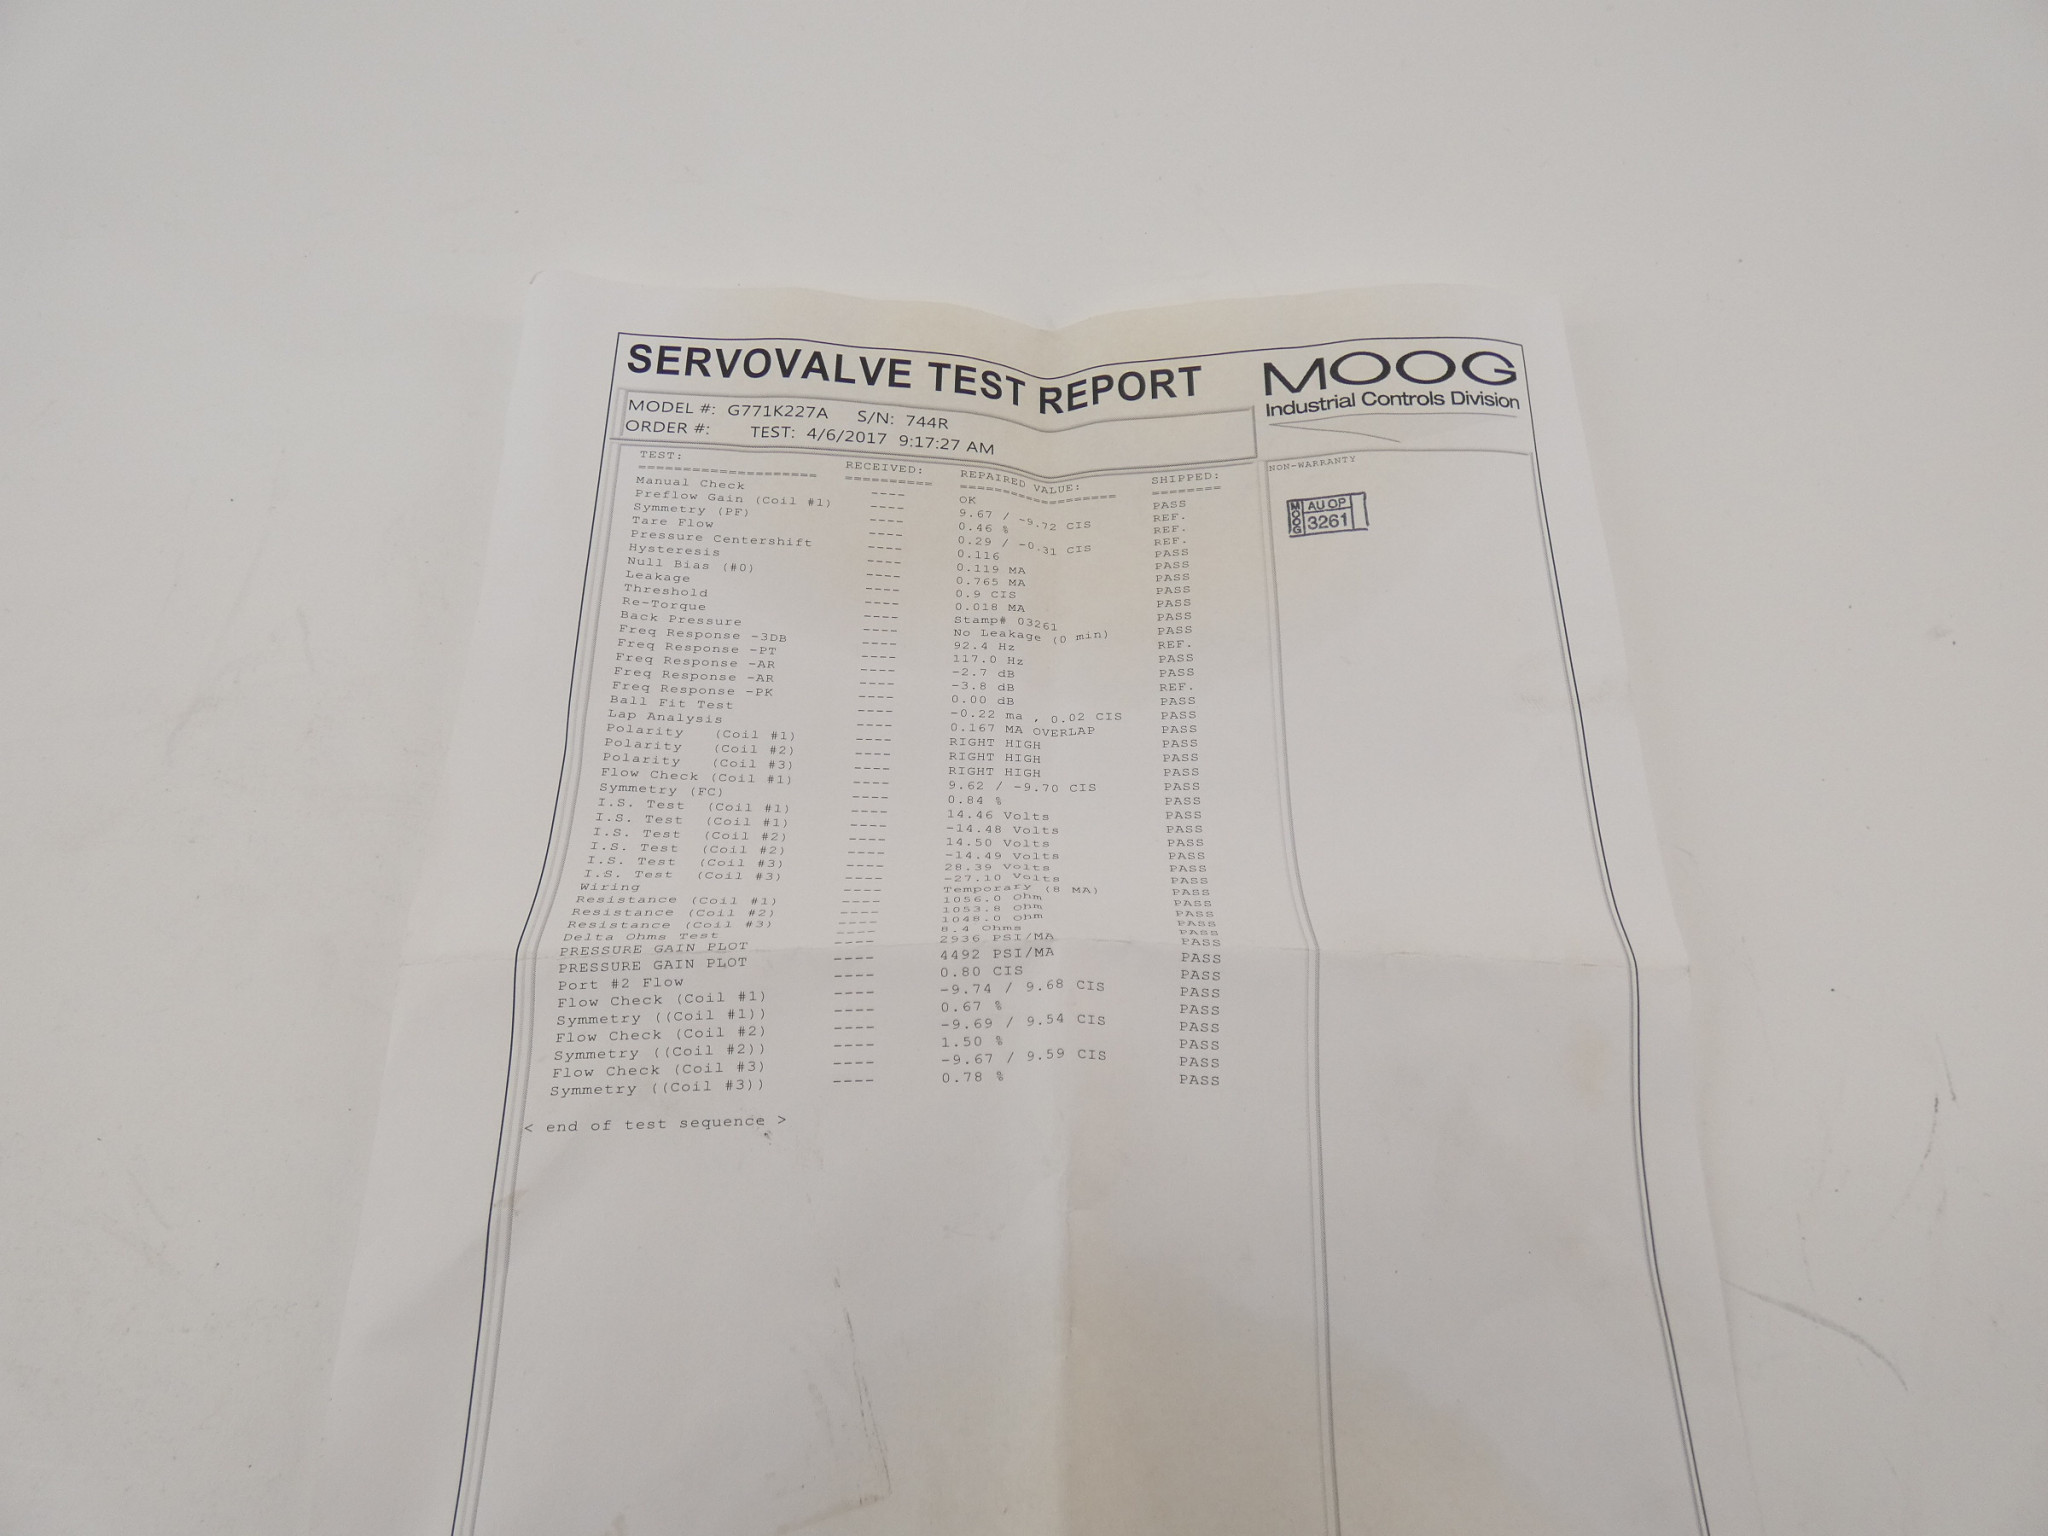 SERVOVALVE TEST REPORT
MOOG
Industrial Controls Division
MODEL #: G771K227A S/N: 744R
ORDER #: TEST: 4/6/2017 9:17:27 AM
TEST: RECEIVED: REPAIRED VALUE: SHIPPED:
==================== ========== ================== ========
Manual Check ---- OK PASS
Preflow Gain (Coil #1) ---- 9.67 / -9.72 CIS REF.
Symmetry (PF) ---- 0.46 % REF.
Tare Flow ---- 0.29 / -0.31 CIS REF.
Pressure Centershift ---- 0.116 PASS
Hysteresis ---- 0.119 MA PASS
Null Bias (#0) ---- 0.765 MA PASS
Leakage ---- 0.9 CIS PASS
Threshold ---- 0.018 MA PASS
Re-Torque ---- Stamp# 03261 PASS
Back Pressure ---- No Leakage (0 min) PASS
Freq Response -3DB ---- 92.4 Hz REF.
Freq Response -PT ---- 117.0 Hz PASS
Freq Response -AR ---- -2.7 dB PASS
Freq Response -AR ---- -3.8 dB REF.
Freq Response -PK ---- 0.00 dB PASS
Ball Fit Test ---- -0.22 ma , 0.02 CIS PASS
Lap Analysis ---- 0.167 MA OVERLAP PASS
Polarity (Coil #1) ---- RIGHT HIGH PASS
Polarity (Coil #2) ---- RIGHT HIGH PASS
Polarity (Coil #3) ---- RIGHT HIGH PASS
Flow Check (Coil #1) ---- 9.62 / -9.70 CIS PASS
Symmetry (FC) ---- 0.84 % PASS
I.S. Test (Coil #1) ---- 14.46 Volts PASS
I.S. Test (Coil #1) ---- -14.48 Volts PASS
I.S. Test (Coil #2) ---- 14.50 Volts PASS
I.S. Test (Coil #2) ---- -14.49 Volts PASS
I.S. Test (Coil #3) ---- 28.39 Volts PASS
I.S. Test (Coil #3) ---- -27.10 Volts PASS
Wiring ---- Temporary (8 MA) PASS
Resistance (Coil #1) ---- 1056.0 Ohm PASS
Resistance (Coil #2) ---- 1053.8 Ohm PASS
Resistance (Coil #3) ---- 1048.0 Ohm PASS
Delta Ohms Test ---- 8.4 Ohms PASS
PRESSURE GAIN PLOT ---- 2936 PSI/MA PASS
PRESSURE GAIN PLOT ---- 4492 PSI/MA PASS
Port #2 Flow ---- 0.80 CIS PASS
Flow Check (Coil #1) ---- -9.74 / 9.68 CIS PASS
Symmetry ((Coil #1)) ---- 0.67 % PASS
Flow Check (Coil #2) ---- -9.69 / 9.54 CIS PASS
Symmetry ((Coil #2)) ---- 1.50 % PASS
Flow Check (Coil #3) ---- -9.67 / 9.59 CIS PASS
Symmetry ((Coil #3)) ---- 0.78 % PASS
< end of test sequence >
NON-WARRANTY
MOOG
AU OP
3261